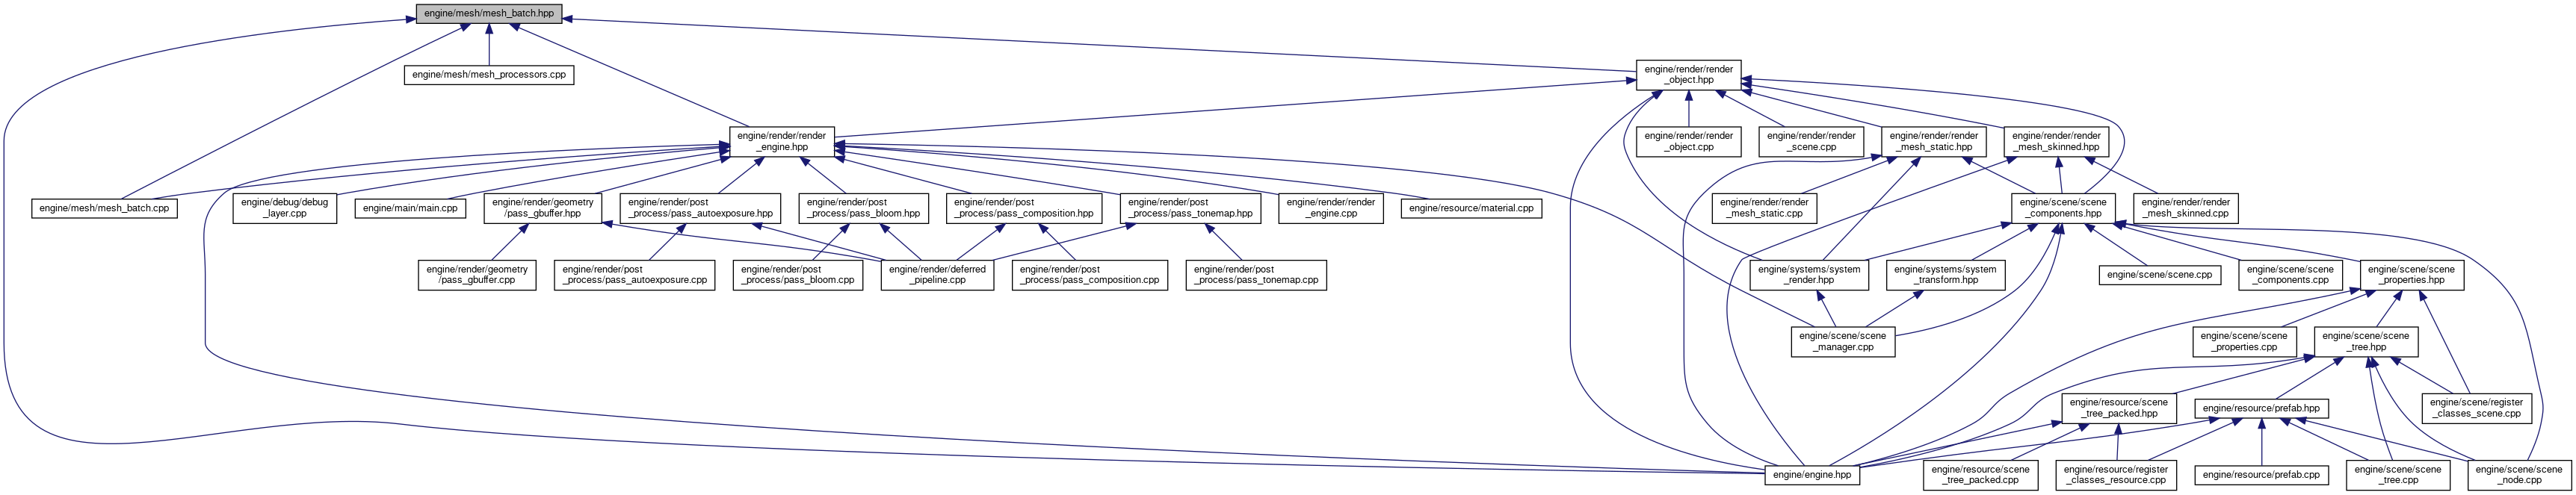 engine/mesh/mesh_batch.hpp
engine/mesh/mesh_processors.cpp
engine/render/render
_object.hpp
engine/render/render
_engine.hpp
engine/render/render
_object.cpp
engine/render/render
_scene.cpp
engine/render/render
_mesh_static.hpp
engine/render/render
_mesh_skinned.hpp
engine/mesh/mesh_batch.cpp
engine/debug/debug
_layer.cpp
engine/main/main.cpp
engine/render/geometry
/pass_gbuffer.hpp
engine/render/post
_process/pass_autoexposure.hpp
engine/render/post
_process/pass_bloom.hpp
engine/render/post
_process/pass_composition.hpp
engine/render/post
_process/pass_tonemap.hpp
engine/render/render
_engine.cpp
engine/resource/material.cpp
engine/render/render
_mesh_static.cpp
engine/scene/scene
_components.hpp
engine/render/render
_mesh_skinned.cpp
engine/render/geometry
/pass_gbuffer.cpp
engine/render/post
_process/pass_autoexposure.cpp
engine/render/post
_process/pass_bloom.cpp
engine/render/deferred
_pipeline.cpp
engine/render/post
_process/pass_composition.cpp
engine/render/post
_process/pass_tonemap.cpp
engine/systems/system
_render.hpp
engine/systems/system
_transform.hpp
engine/scene/scene.cpp
engine/scene/scene
_components.cpp
engine/scene/scene
_properties.hpp
engine/scene/scene
_manager.cpp
engine/scene/scene
_properties.cpp
engine/scene/scene
_tree.hpp
engine/resource/scene
_tree_packed.hpp
engine/resource/prefab.hpp
engine/scene/register
_classes_scene.cpp
engine/engine.hpp
engine/resource/scene
_tree_packed.cpp
engine/resource/register
_classes_resource.cpp
engine/resource/prefab.cpp
engine/scene/scene
_tree.cpp
engine/scene/scene
_node.cpp